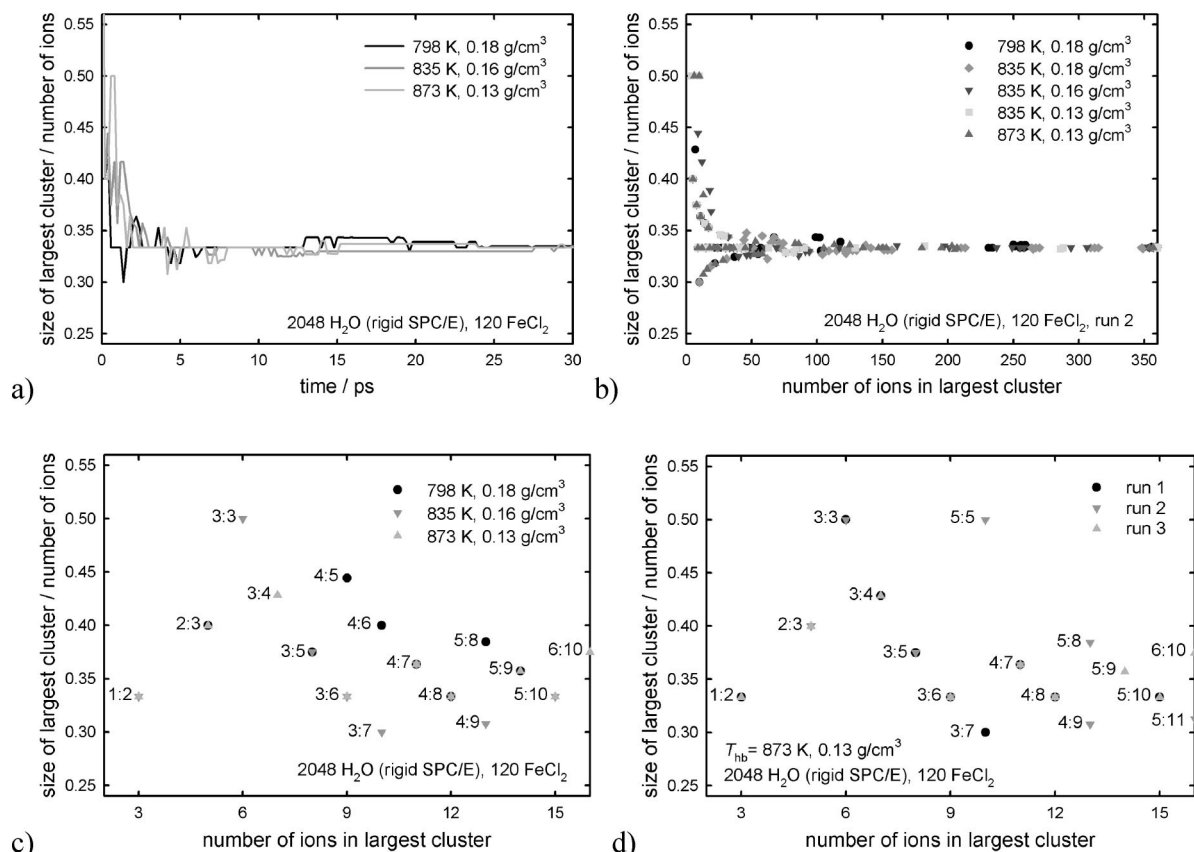 size of largest cluster / number of ions
0.55
0.50
0.45
0.40
0.35
0.30
0.25
798 K, 0.18 g/cm³
835 K, 0.16 g/cm³
873 K, 0.13 g/cm³
2048 H₂O (rigid SPC/E), 120 FeCl₂
0 5 10 15 20 25 30
time / ps
a)
size of largest cluster / number of ions
0.55
0.50
0.45
0.40
0.35
0.30
0.25
798 K, 0.18 g/cm³
835 K, 0.18 g/cm³
835 K, 0.16 g/cm³
835 K, 0.13 g/cm³
873 K, 0.13 g/cm³
2048 H₂O (rigid SPC/E), 120 FeCl₂, run 2
0 50 100 150 200 250 300 350
number of ions in largest cluster
b)
size of largest cluster / number of ions
0.55
0.50
0.45
0.40
0.35
0.30
0.25
798 K, 0.18 g/cm³
835 K, 0.16 g/cm³
873 K, 0.13 g/cm³
3:3
4:5
3:4
2:3
4:6
5:8
3:5
4:7
5:9
6:10
1:2
3:6
4:8
5:10
3:7
4:9
2048 H₂O (rigid SPC/E), 120 FeCl₂
3 6 9 12 15
number of ions in largest cluster
c)
size of largest cluster / number of ions
0.55
0.50
0.45
0.40
0.35
0.30
0.25
run 1
run 2
run 3
3:3
5:5
3:4
2:3
5:8
3:5
4:7
5:9
6:10
1:2
3:6
4:8
5:10
3:7
4:9
5:11
T_hb = 873 K, 0.13 g/cm³
2048 H₂O (rigid SPC/E), 120 FeCl₂
3 6 9 12 15
number of ions in largest cluster
d)